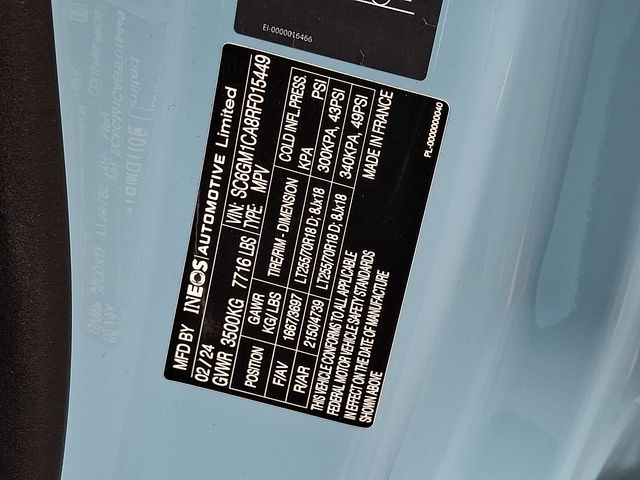 EI-0000016466
MFD BY INEOS | AUTOMOTIVE Limited
02 / 24 VIN: SC6GM1CA8RF015449
GVWR 3500KG 7716 LBS TYPE: MPV
POSITION GAWR KG/LBS TIRE/RIM - DIMENSION COLD INFL.PRESS. KPA PSI
F/AV 1667/3697 LT255/70R18 D; 8Jx18 300KPA, 43PSI
R/AR 2150/4739 LT255/70R18 D; 8Jx18 340KPA, 49PSI
THIS VEHICLE CONFORMS TO ALL APPLICABLE MADE IN FRANCE
FEDERAL MOTOR VEHICLE SAFETY STANDARDS
IN EFFECT ON THE DATE OF MANUFACTURE
SHOWN ABOVE
PL-0000000040